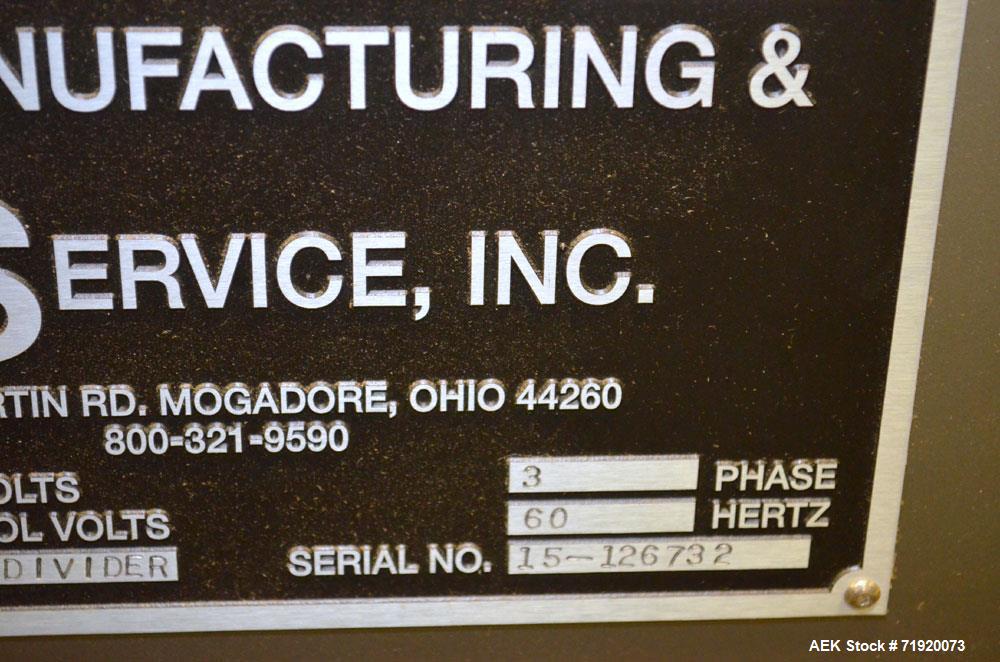 NUFACTURING &
SERVICE, INC.
RTIN RD. MOGADORE, OHIO 44260
800-321-9590
OLTS 3 PHASE
OL VOLTS 60 HERTZ
DIVIDER SERIAL NO. 15-126732
AEK Stock # 71920073